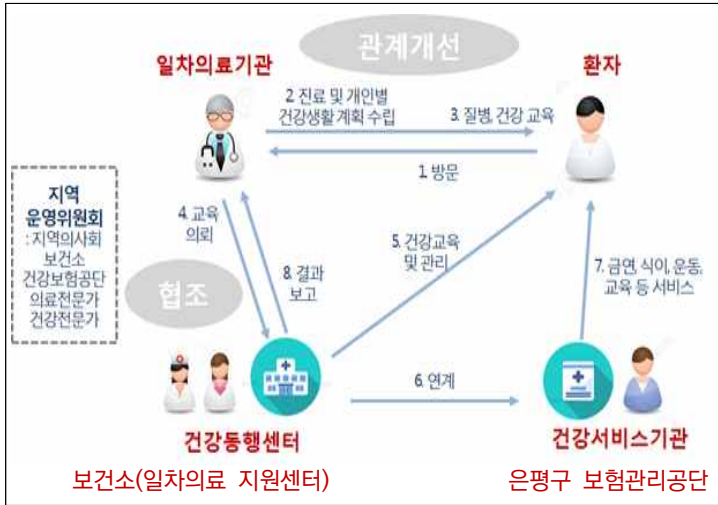 관계개선
일차의료기관
환자
2. 진료 및 개인별
건강생활 계획 수립
3. 질병, 건강 교육
1. 방문
지역
운영위원회
: 지역의사회
보건소
건강보험공단
의료전문가
건강전문가
4. 교육
의뢰
5. 건강교육
및 관리
7. 금연, 식이, 운동,
교육 등 서비스
8. 결과
보고
협조
6. 연계
건강동행센터
건강서비스기관
보건소(일차의료 지원센터)
은평구 보험관리공단